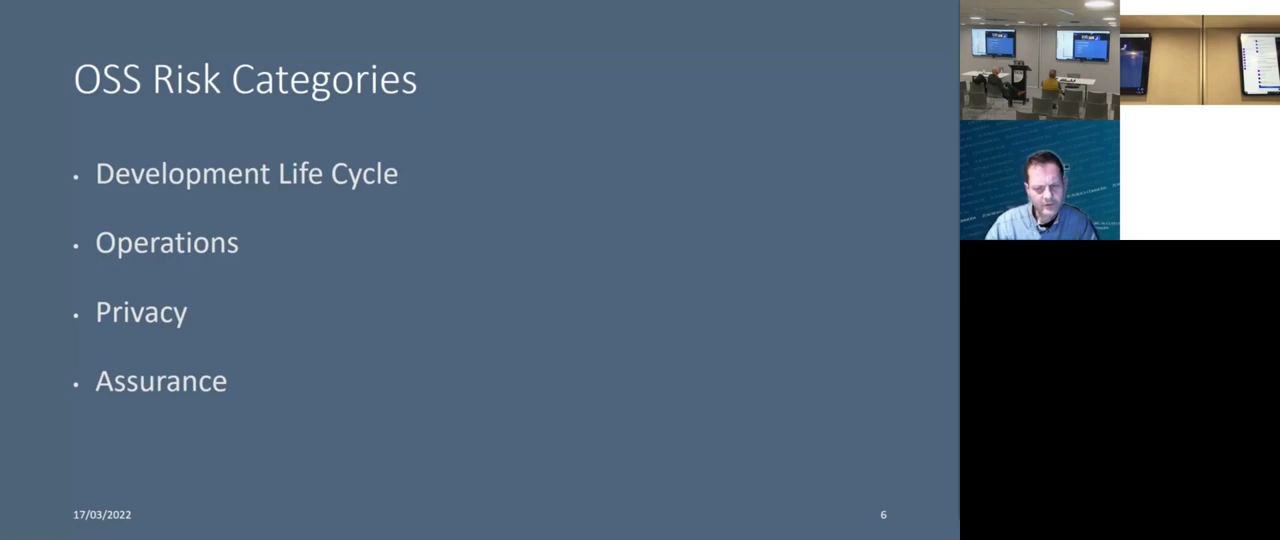 OSS Risk Categories
• Development Life Cycle
• Operations
• Privacy
• Assurance
17/03/2022
6